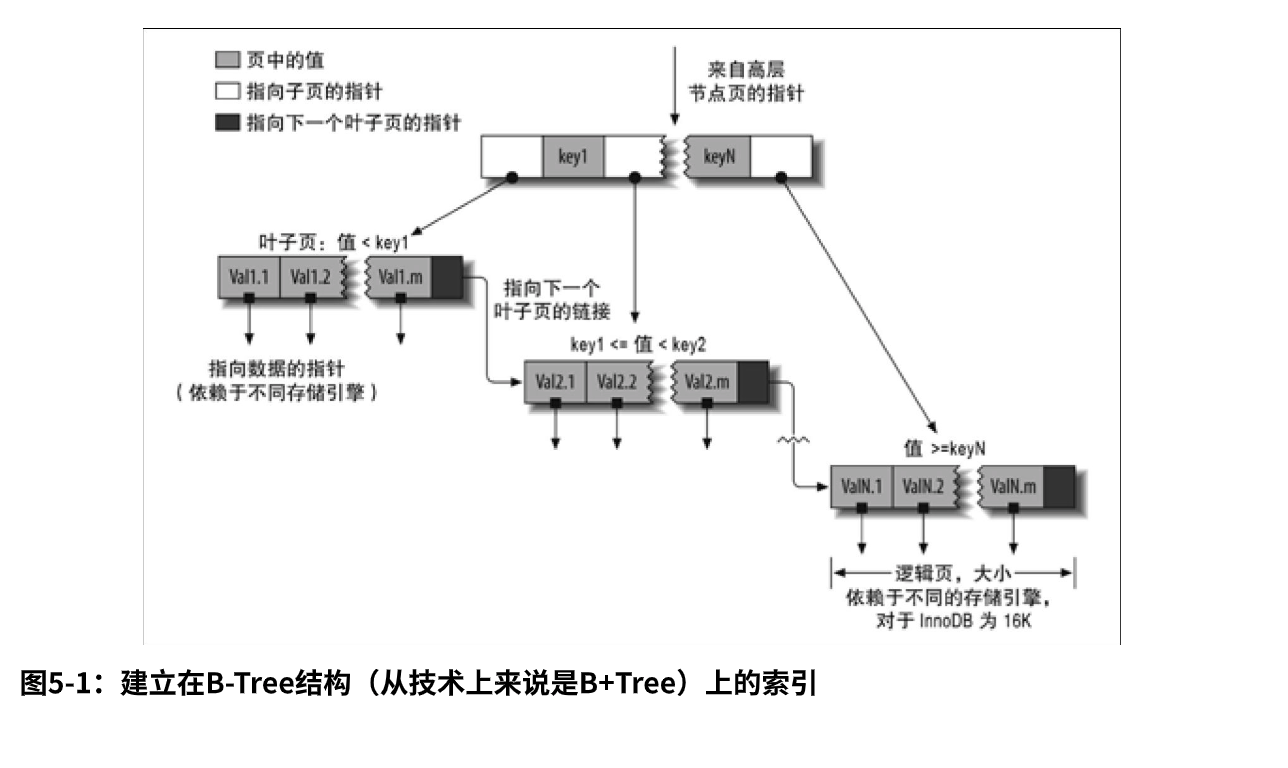 页中的值
指向子页的指针
指向下一个叶子页的指针
来自高层
节点页的指针
key1
keyN
叶子页：值 < key1
Val1.1
Val1.2
Val1.m
指向下一个
叶子页的链接
指向数据的指针
（依赖于不同存储引擎）
key1 <= 值 < key2
Val2.1
Val2.2
Val2.m
值 >=keyN
ValN.1
ValN.2
ValN.m
逻辑页，大小
依赖于不同的存储引擎，
对于 InnoDB 为 16K
图5-1：建立在B-Tree结构（从技术上来说是B+Tree）上的索引